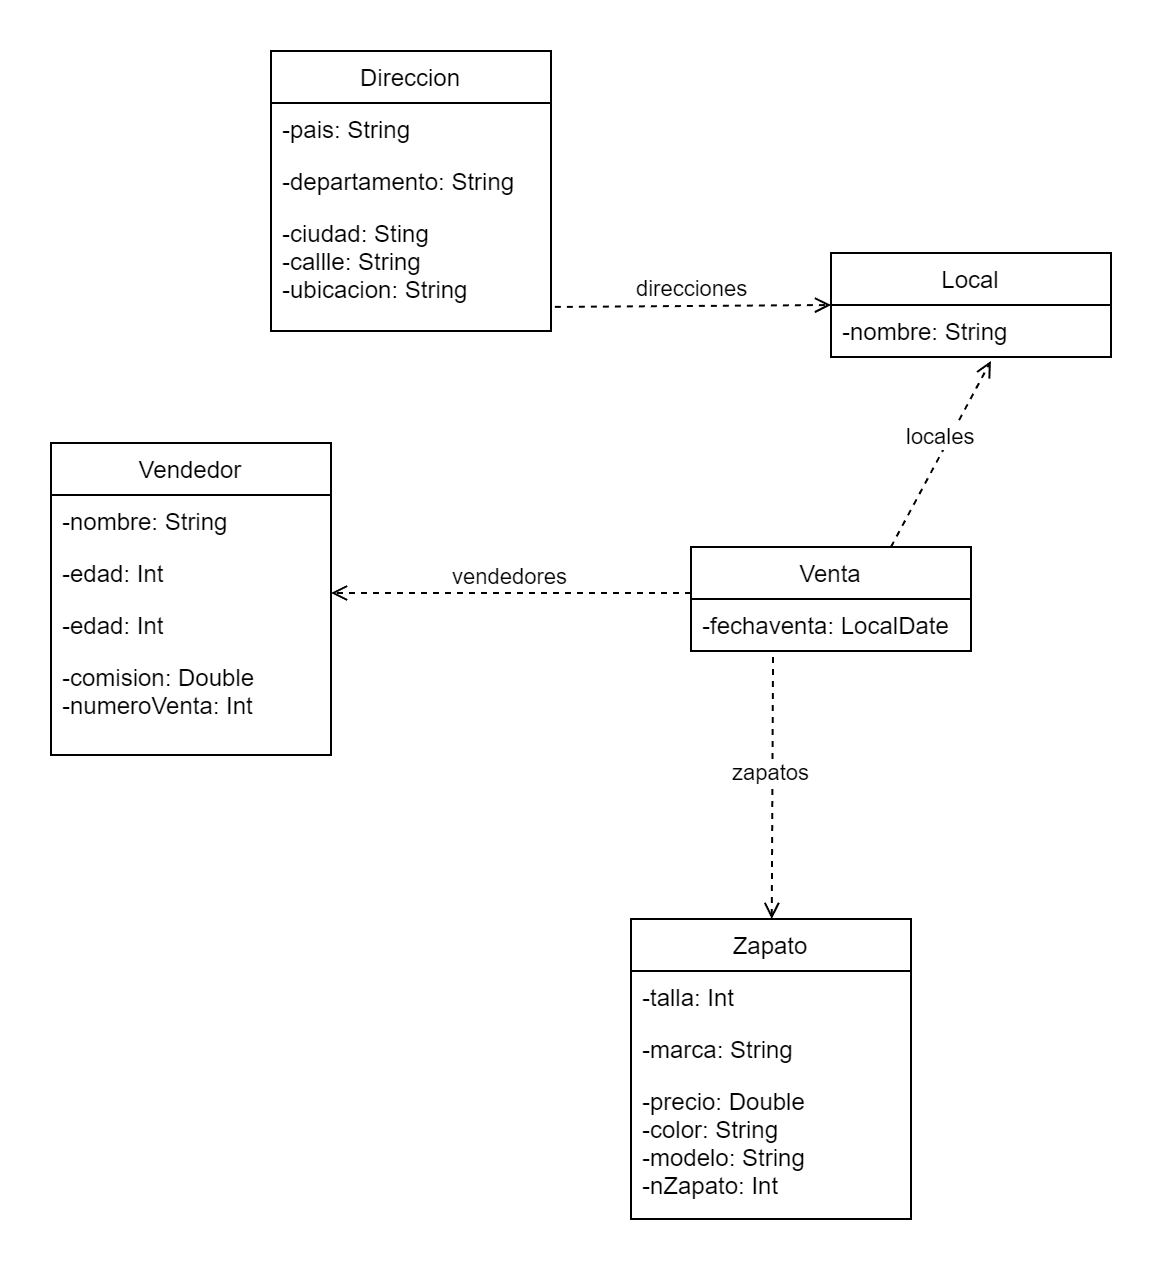 Direccion
-pais: String
-departamento: String
-ciudad: Sting
-callle: String
-ubicacion: String
direcciones
Local
-nombre: String
locales
Vendedor
-nombre: String
-edad: Int
-edad: Int
-comision: Double
-numeroVenta: Int
vendedores
Venta
-fechaventa: LocalDate
zapatos
Zapato
-talla: Int
-marca: String
-precio: Double
-color: String
-modelo: String
-nZapato: Int